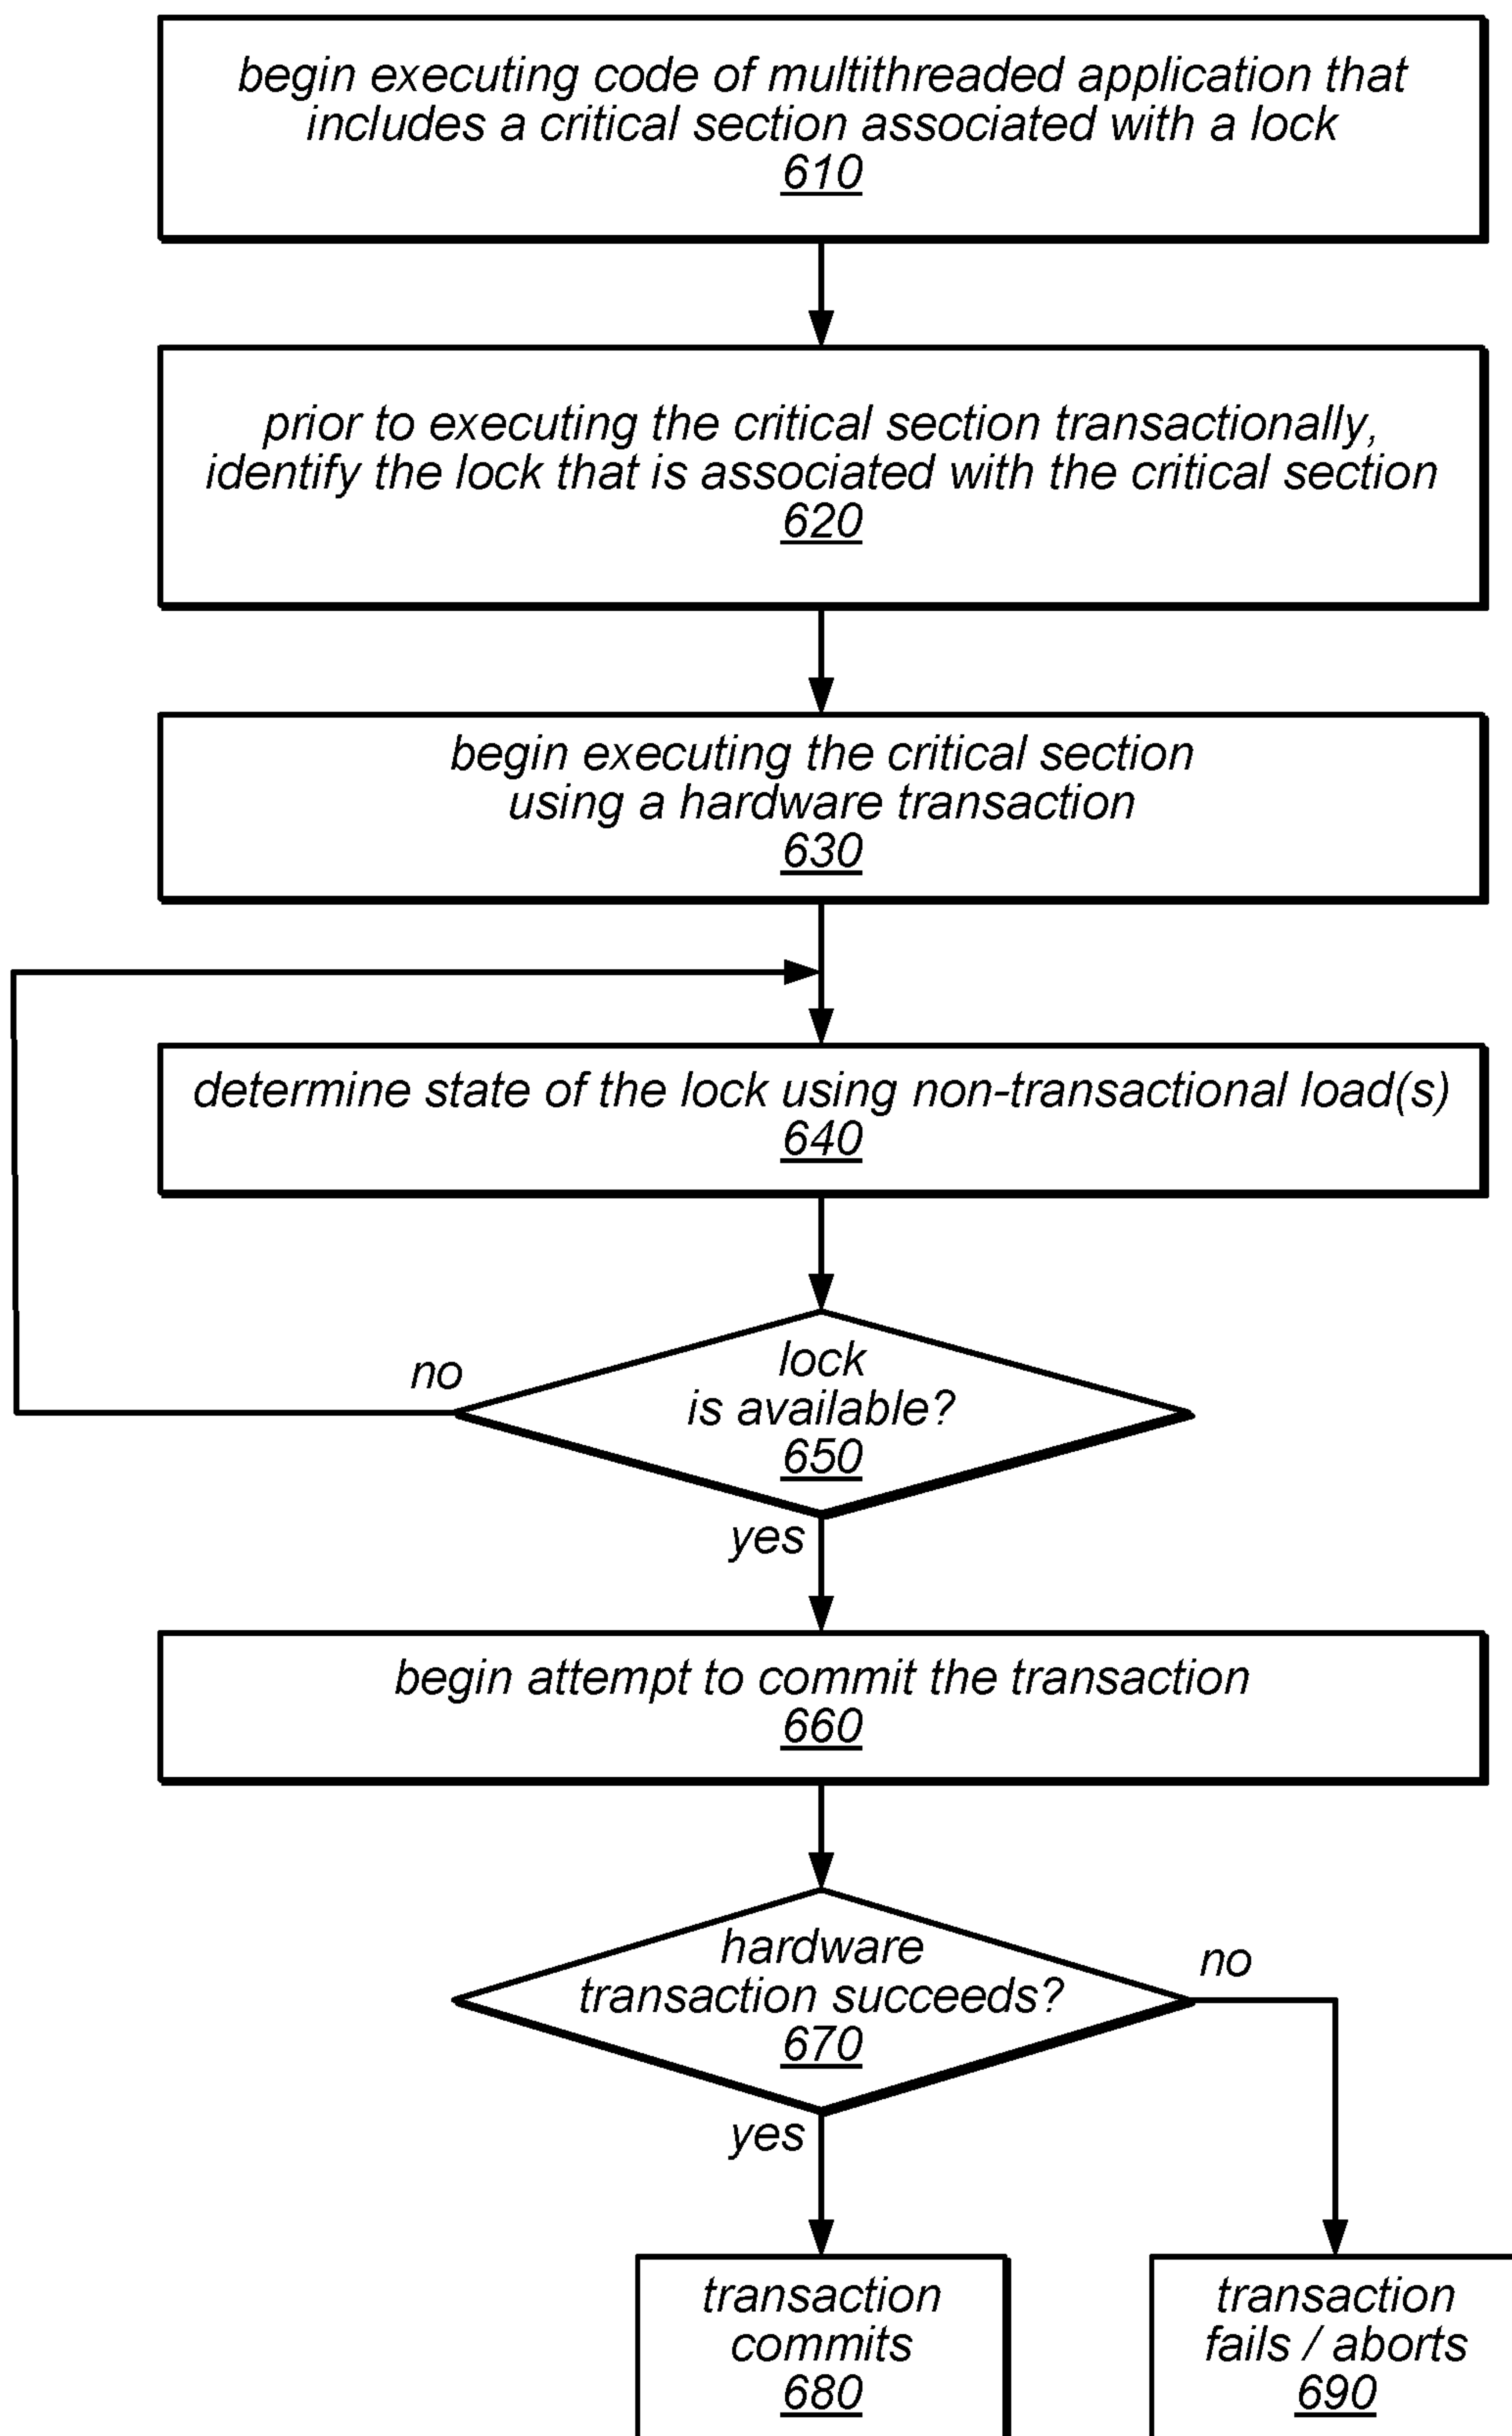 begin executing code of multithreaded application that
includes a critical section associated with a lock
610
prior to executing the critical section transactionally,
identify the lock that is associated with the critical section
620
begin executing the critical section
using a hardware transaction
630
determine state of the lock using non-transactional load(s)
640
no
lock
is available?
650
yes
begin attempt to commit the transaction
660
hardware
transaction succeeds?
670
no
yes
transaction
commits
680
transaction
fails / aborts
690